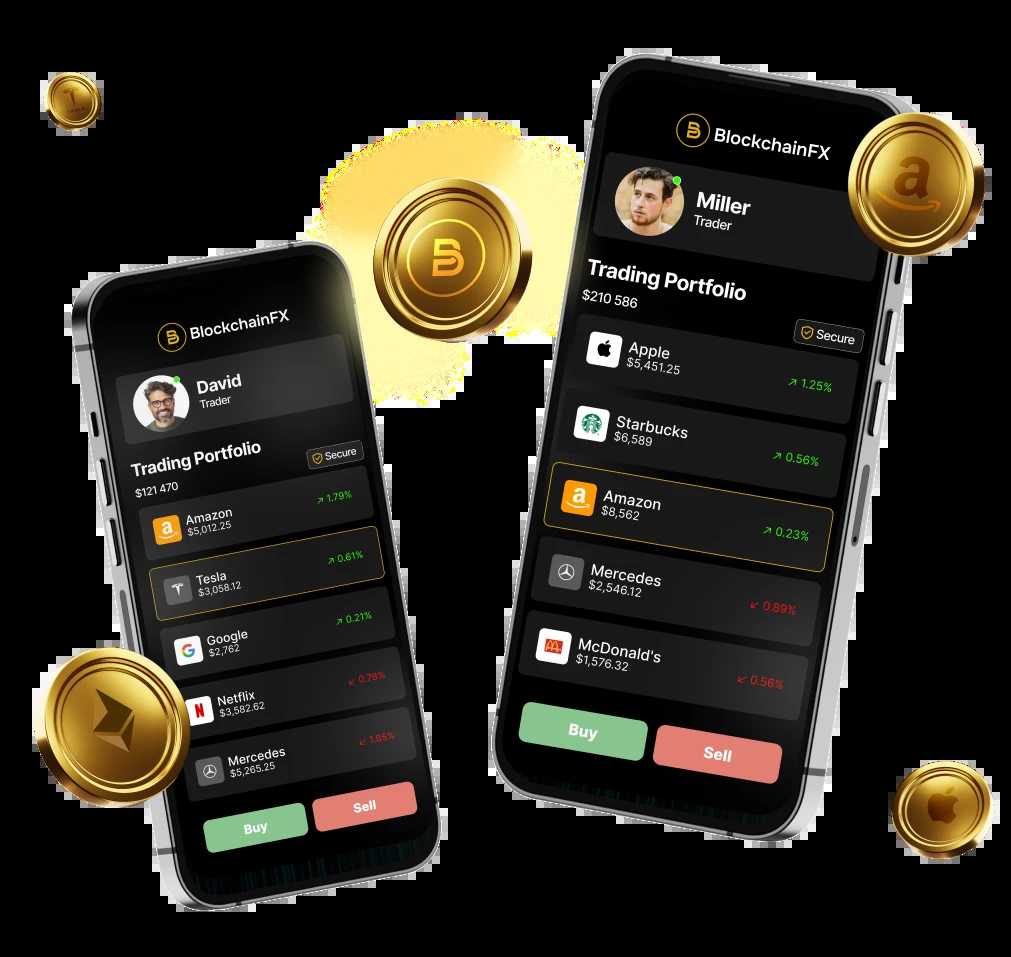 BlockchainFX
David
Trader
Trading Portfolio
$121 470
Secure
Amazon
$5,012.25
1.79%
Tesla
$3,058.12
0.61%
Google
$2,762
0.21%
Netflix
$3,582.62
0.78%
Mercedes
$5,265.25
1.85%
Buy
Sell
BlockchainFX
Miller
Trader
Trading Portfolio
$210 586
Secure
Apple
$5,451.25
1.25%
Starbucks
$6,589
0.56%
Amazon
$8,562
0.23%
Mercedes
$2,546.12
0.89%
McDonald's
$1,576.32
0.56%
Buy
Sell